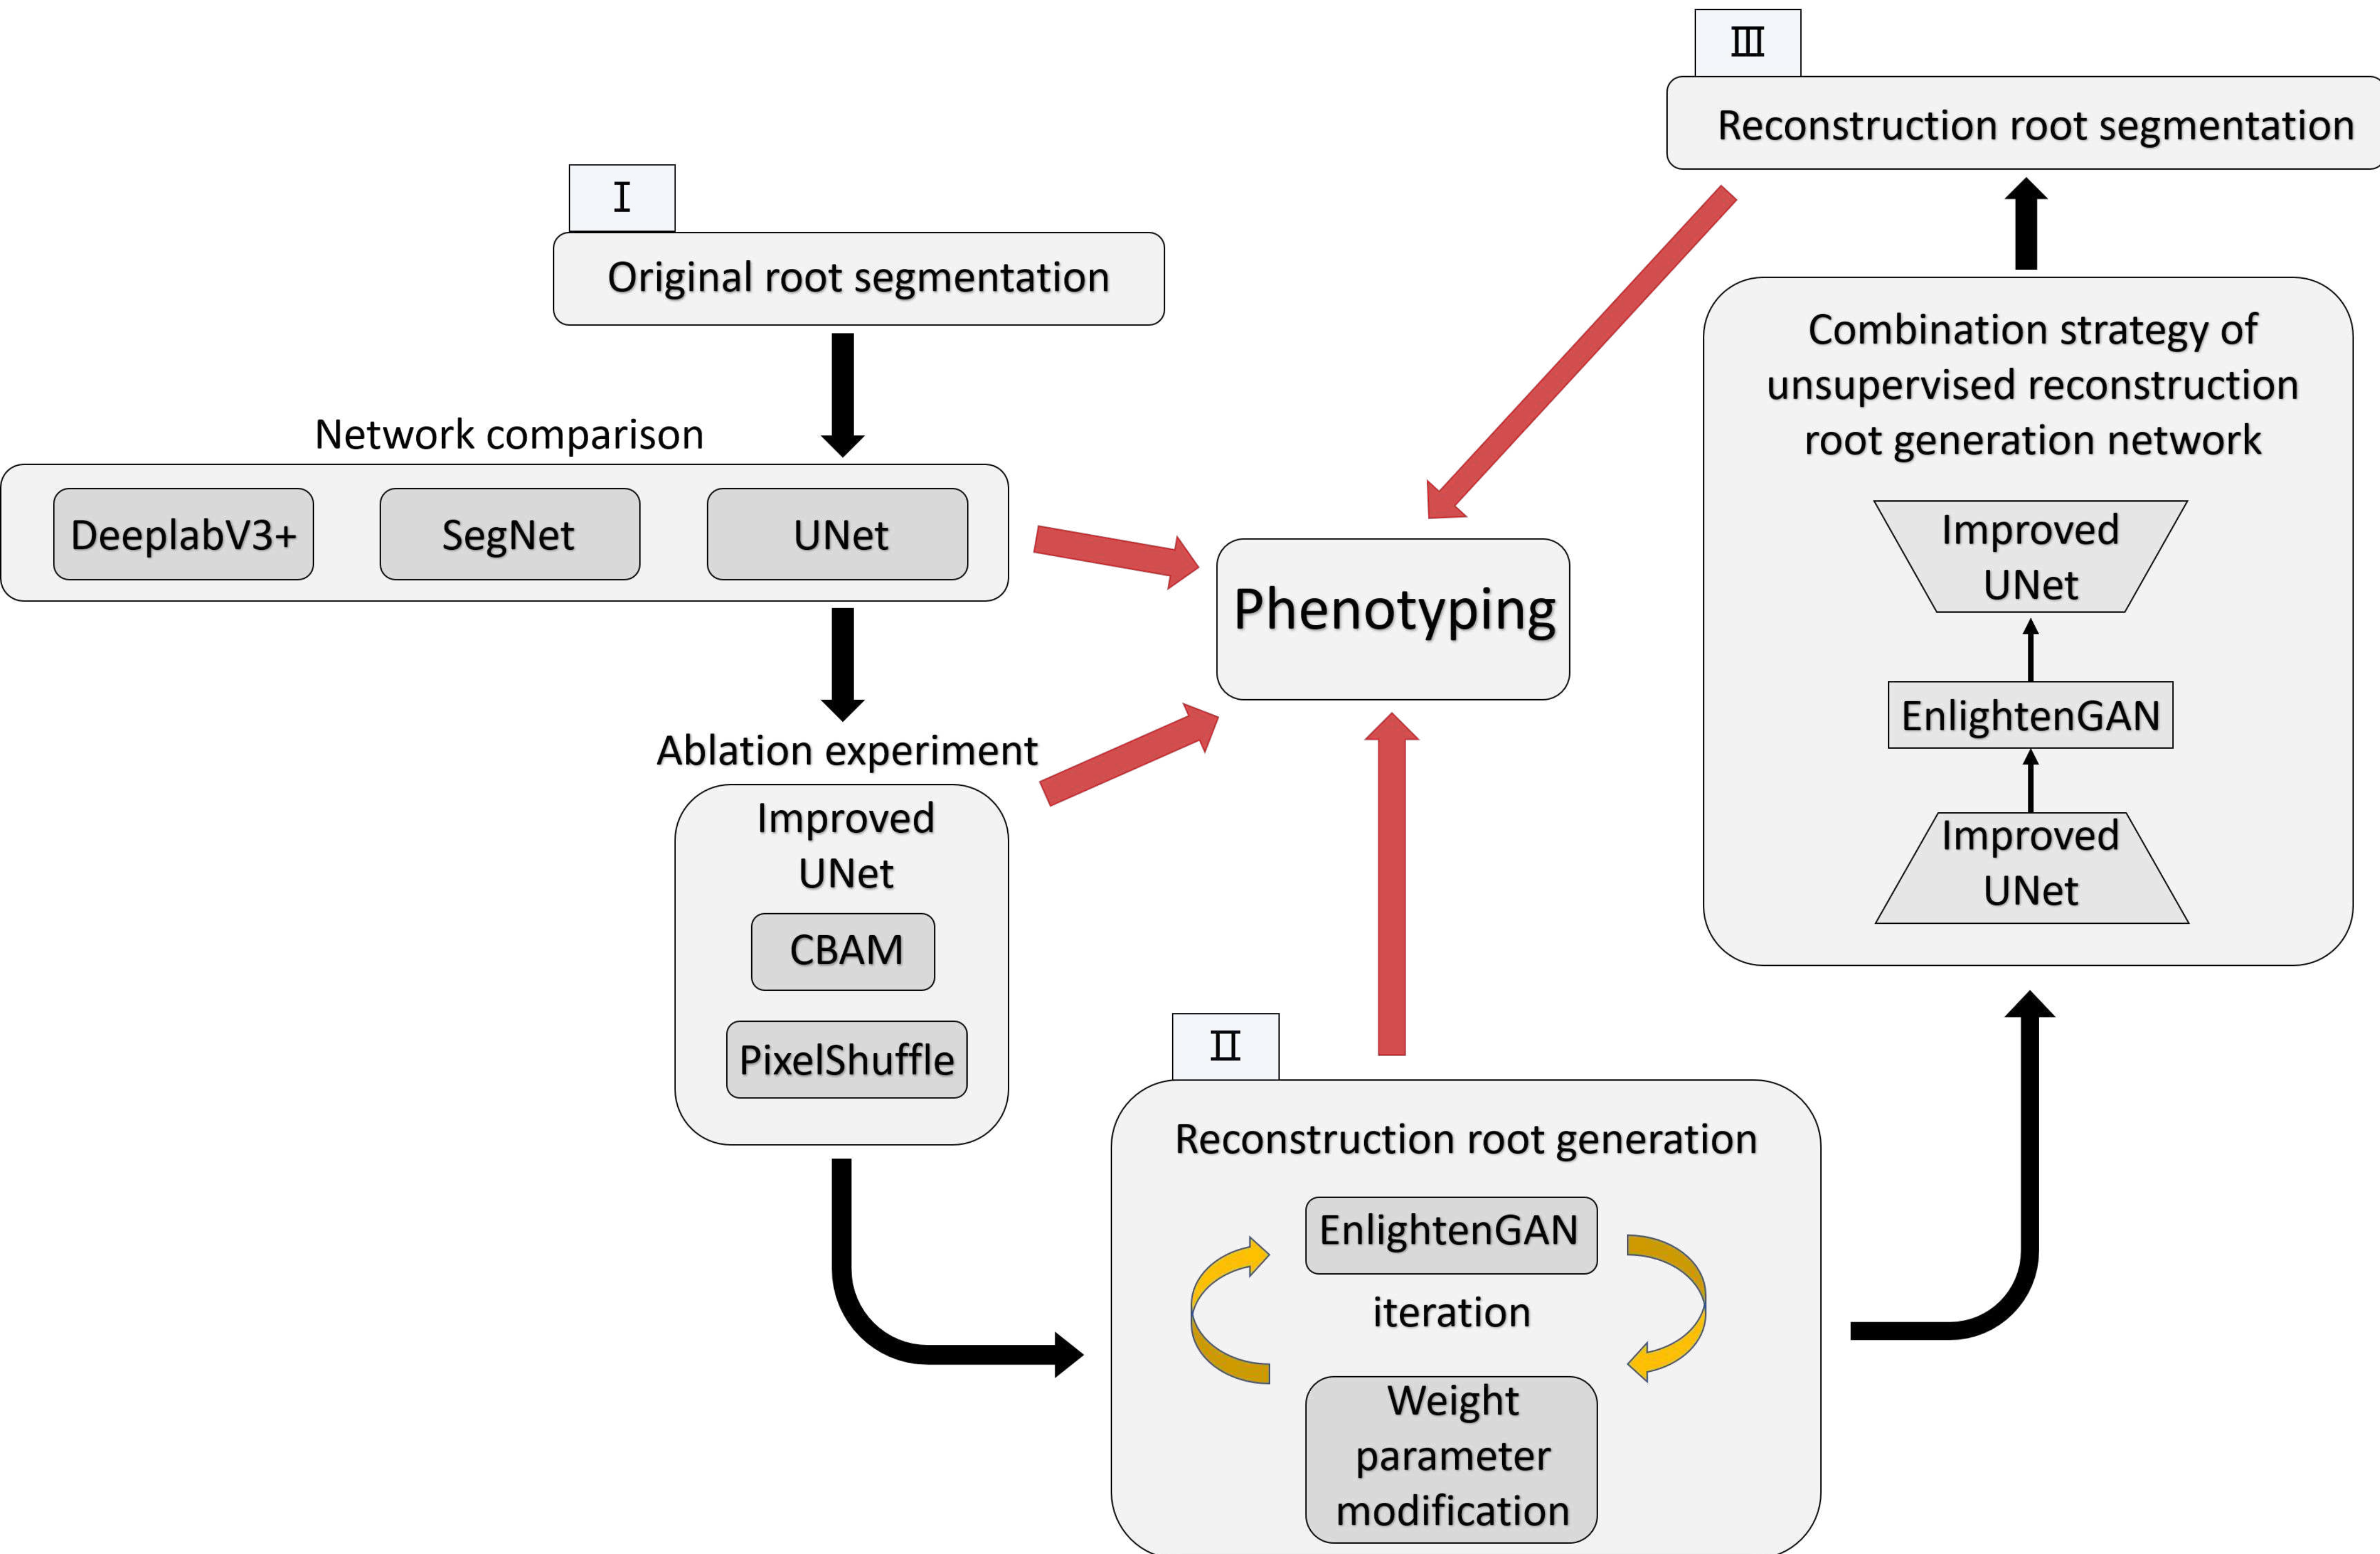 Ⅰ
Original root segmentation
Network comparison
DeeplabV3+
SegNet
UNet
Ablation experiment
Improved
UNet
CBAM
PixelShuffle
Phenotyping
Ⅱ
Reconstruction root generation
EnlightenGAN
iteration
Weight
parameter
modification
Ⅲ
Reconstruction root segmentation
Combination strategy of
unsupervised reconstruction
root generation network
Improved
UNet
EnlightenGAN
Improved
UNet